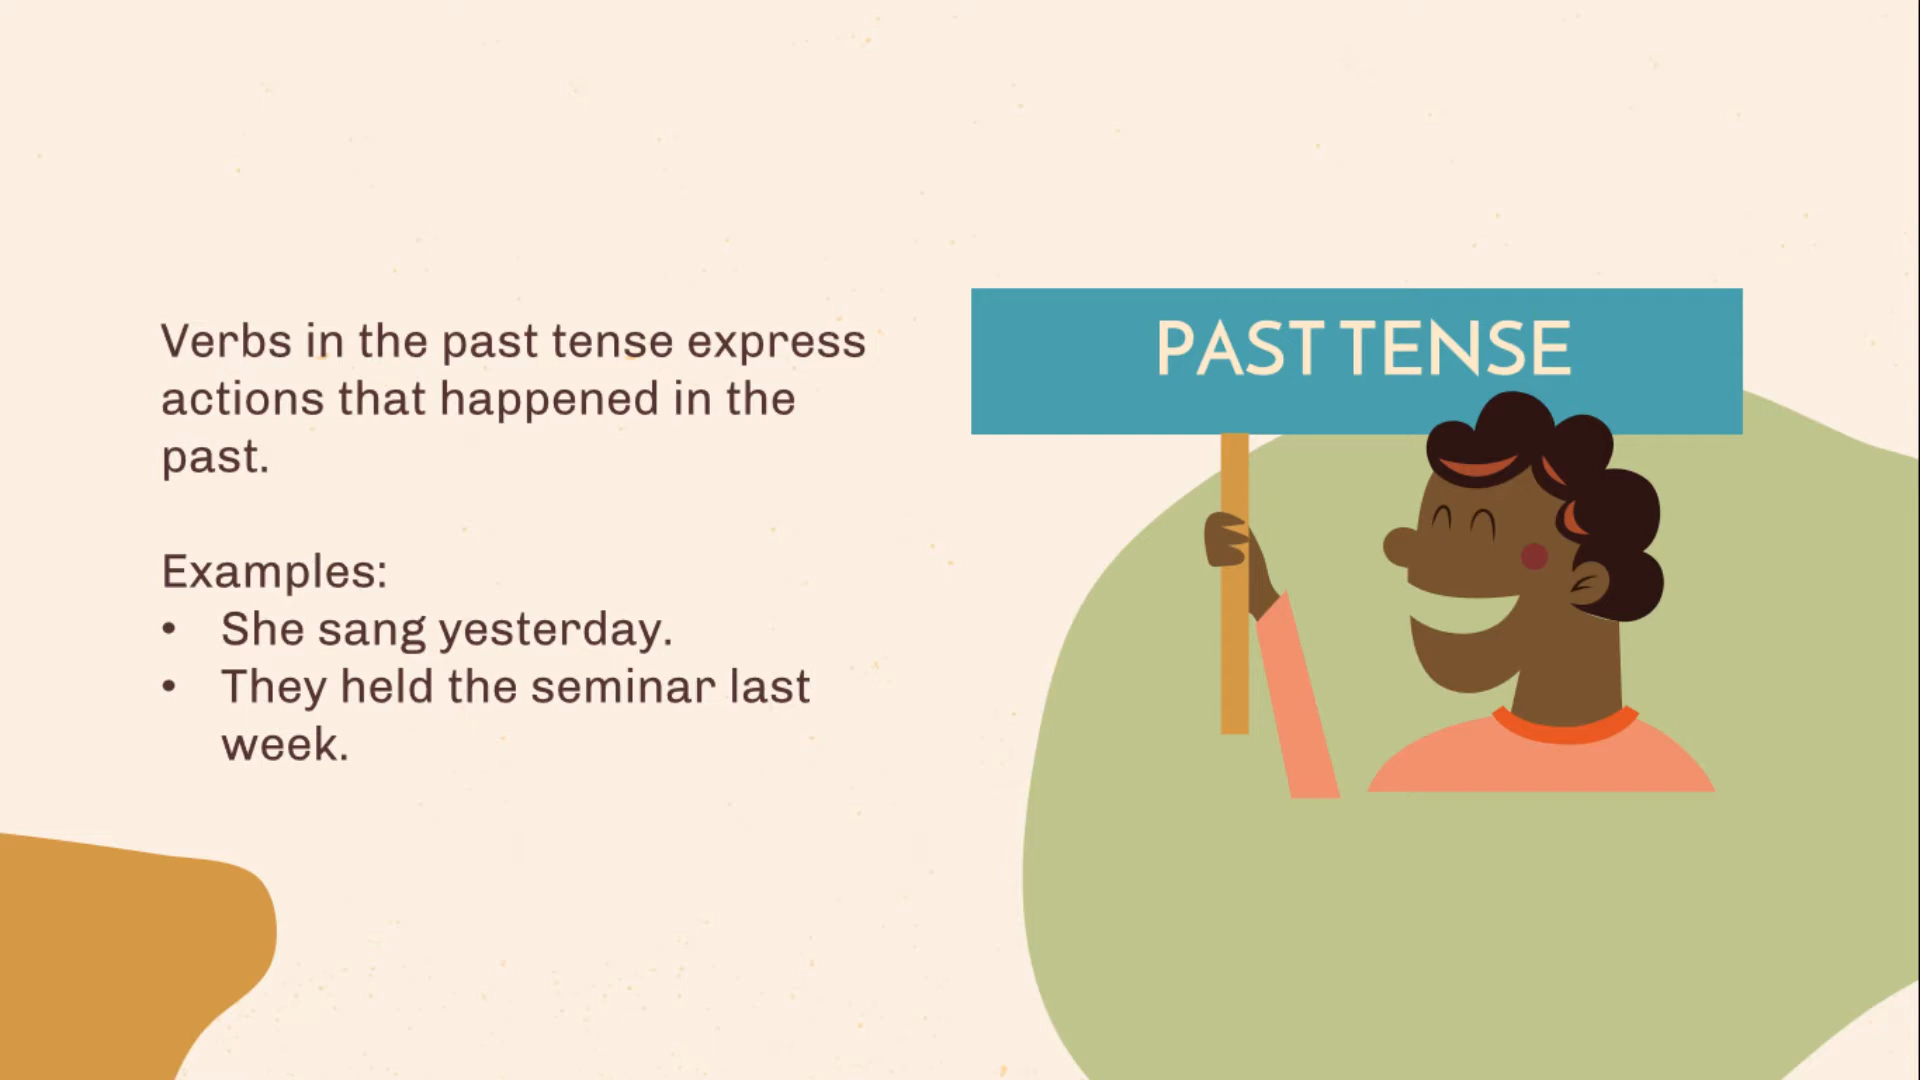 Verbs in the past tense express
actions that happened in the
past.
Examples:
• She sang yesterday.
• They held the seminar last
week.
PAST TENSE